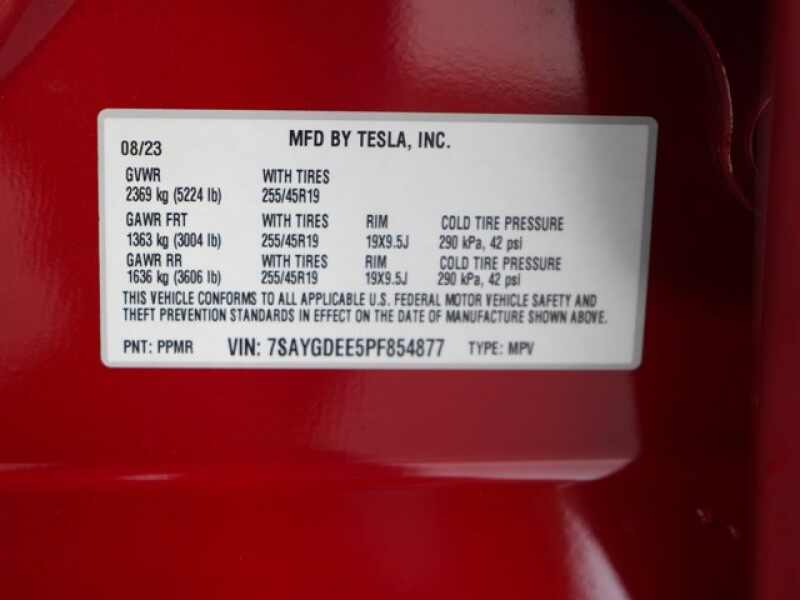 MFD BY TESLA, INC.
08/23
GVWR WITH TIRES
2369 kg (5224 lb) 255/45R19
GAWR FRT WITH TIRES RIM COLD TIRE PRESSURE
1363 kg (3004 lb) 255/45R19 19X9.5J 290 kPa, 42 psi
GAWR RR WITH TIRES RIM COLD TIRE PRESSURE
1636 kg (3606 lb) 255/45R19 19X9.5J 290 kPa, 42 psi
THIS VEHICLE CONFORMS TO ALL APPLICABLE U.S. FEDERAL MOTOR VEHICLE SAFETY AND
THEFT PREVENTION STANDARDS IN EFFECT ON THE DATE OF MANUFACTURE SHOWN ABOVE.
PNT: PPMR VIN: 7SAYGDEE5PF854877 TYPE: MPV